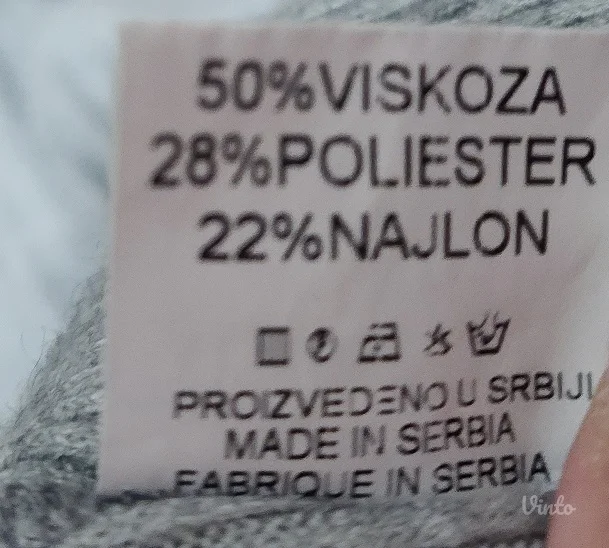 50%VISKOZA
28%POLIESTER
22%NAJLON
PROIZVEDENO U SRBIJI
MADE IN SERBIA
FABRIQUE IN SERBIA
Vinto